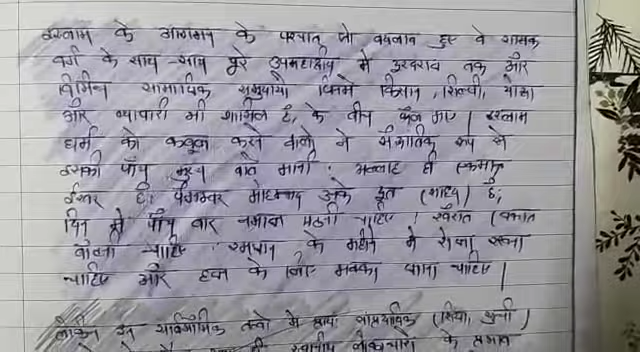 इस्लाम के आगमन के पश्चात् जो बदलाव हुए वे शासक
वर्ग के साथ-साथ पूरे उपमहाद्वीप में दूरदराज तक और
विभिन्न सामाजिक समुदायों जिनमें किसान, शिल्पी, योद्धा
और व्यापारी भी शामिल हैं, के बीच फैल गए। इस्लाम
धर्म को कबूल करने वालों ने सैद्धांतिक रूप से
इसकी पाँच मुख्य बातें मानी: अल्लाह ही एकमात्र
ईश्वर है; पैगम्बर मोहम्मद उनके दूत (शाहिद) हैं;
दिन में पाँच बार नमाज पढ़नी चाहिए। खैरात (जकात)
बाँटनी चाहिए, रमजान के महीने में रोजा रखना
चाहिए और हज के लिए मक्का जाना चाहिए।
लेकिन इन सार्वभौमिक तत्वों में सांप्रदायिक (शिया, सुन्नी)
स्थानीय लोकाचारों के प्रभाव